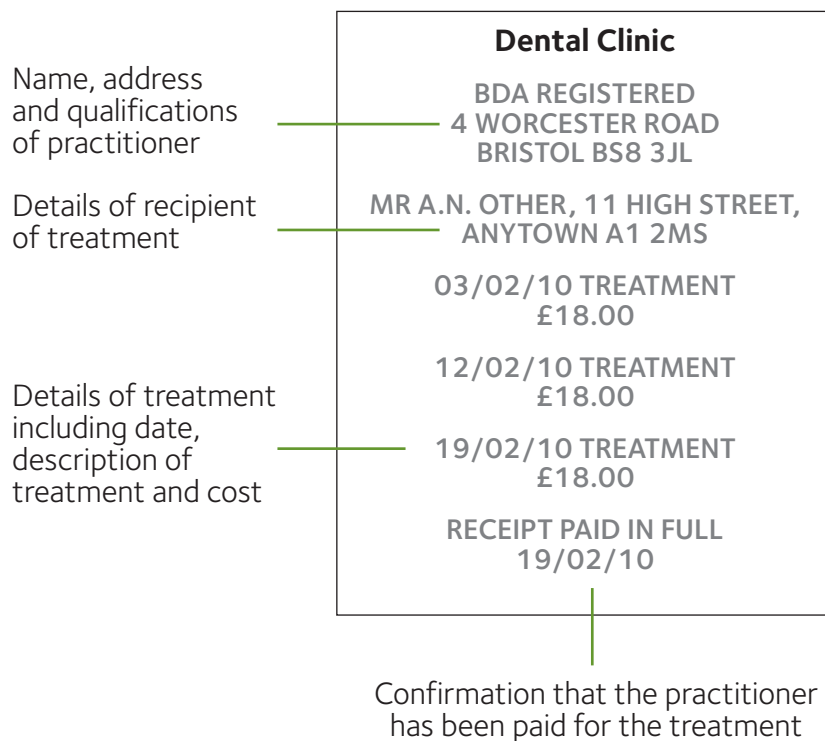 Dental Clinic
Name, address
and qualifications
of practitioner
BDA REGISTERED
4 WORCESTER ROAD
BRISTOL BS8 3JL
Details of recipient
of treatment
MR A.N. OTHER, 11 HIGH STREET,
ANYTOWN A1 2MS
03/02/10 TREATMENT
£18.00
12/02/10 TREATMENT
£18.00
Details of treatment
including date,
description of
treatment and cost
19/02/10 TREATMENT
£18.00
RECEIPT PAID IN FULL
19/02/10
Confirmation that the practitioner
has been paid for the treatment